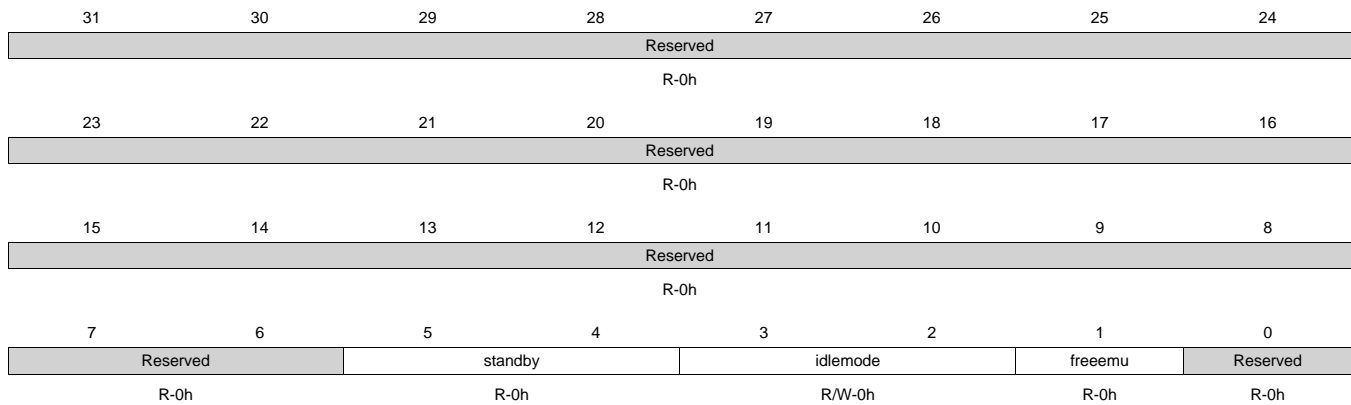 31 30 29 28 27 26 25 24
Reserved
R-0h
23 22 21 20 19 18 17 16
Reserved
R-0h
15 14 13 12 11 10 9 8
Reserved
R-0h
7 6 5 4 3 2 1 0
Reserved standby idlemode freeemu Reserved
R-0h R-0h R/W-0h R-0h R-0h